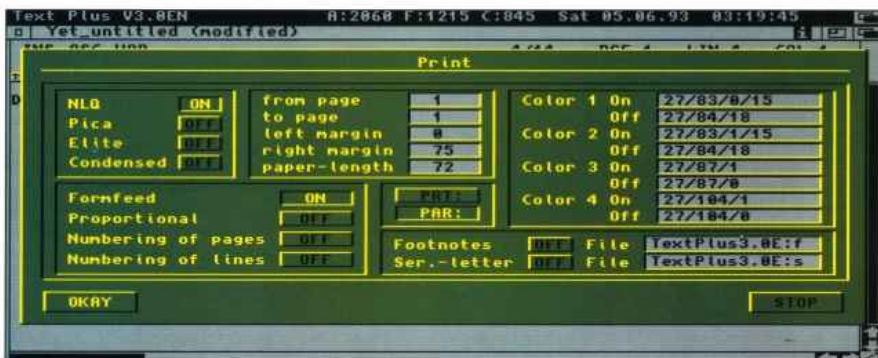 Text Plus V3.0EN A:2060 F:1215 C:845 Sat 05.06.93 03:19:45
Yet_untitled (modified)
Print
NLQ ON
Pica OFF
Elite OFF
Condensed OFF
from page 1
to page 1
left margin 0
right margin 75
paper-length 72
Color 1 On 27/83/0/15
Off 27/84/18
Color 2 On 27/83/1/15
Off 27/84/18
Color 3 On 27/87/1
Off 27/87/0
Color 4 On 27/104/1
Off 27/104/0
Formfeed ON
Proportional OFF
Numbering of pages OFF
Numbering of lines OFF
PRT:
PAR:
Footnotes OFF File TextPlus3.0E:f
Ser.-letter OFF File TextPlus3.0E:s
OKAY STOP